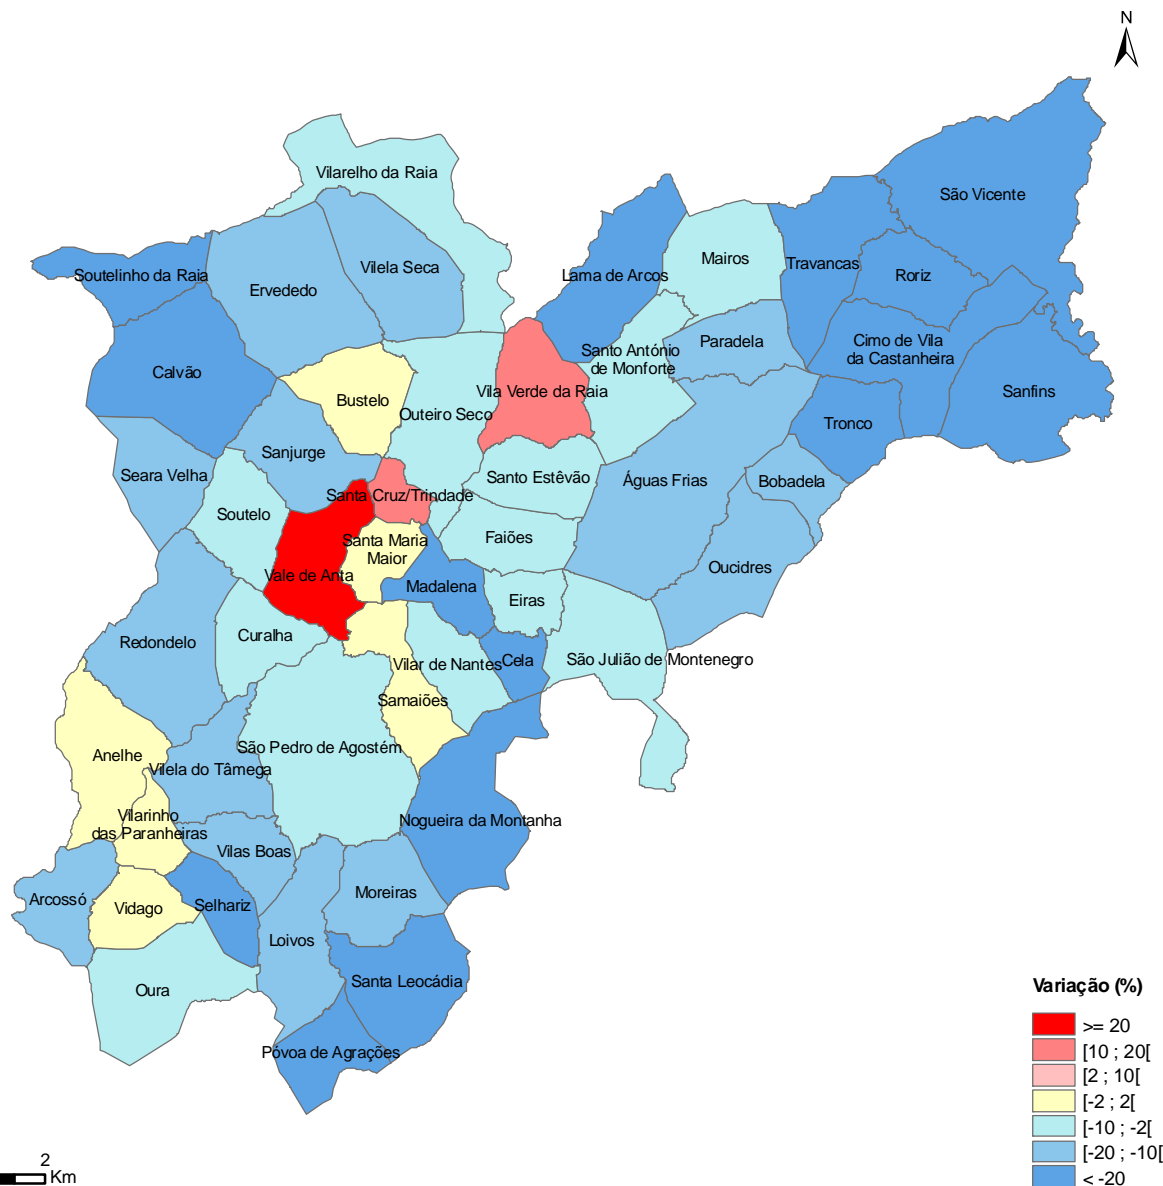 N
São Vicente
Vilarelho da Raia
Mairos
Travancas
Roriz
Soutelinho da Raia
Vilela Seca
Lama de Arcos
Ervededo
Paradela
Cimo de Vila
da Castanheira
Santo António
de Monforte
Calvão
Vila Verde da Raia
Sanfins
Bustelo
Outeiro Seco
Tronco
Sanjurge
Seara Velha
Santo Estêvão
Águas Frias
Bobadela
Santa Cruz/Trindade
Soutelo
Faiões
Santa Maria
Maior
Oucidres
Vale de Anta
Madalena
Eiras
Curalha
Redondelo
Vilar de Nantes
Cela
São Julião de Montenegro
Samaiões
São Pedro de Agostém
Anelhe
Vilela do Tâmega
Vilarinho
das Paranheiras
Nogueira da Montanha
Vilas Boas
Moreiras
Arcossó
Vidago
Selhariz
Loivos
Santa Leocádia
Oura
Póvoa de Agrações
Variação (%)
>= 20
[10 ; 20[
[2 ; 10[
[-2 ; 2[
[-10 ; -2[
[-20 ; -10[
< -20
2
Km